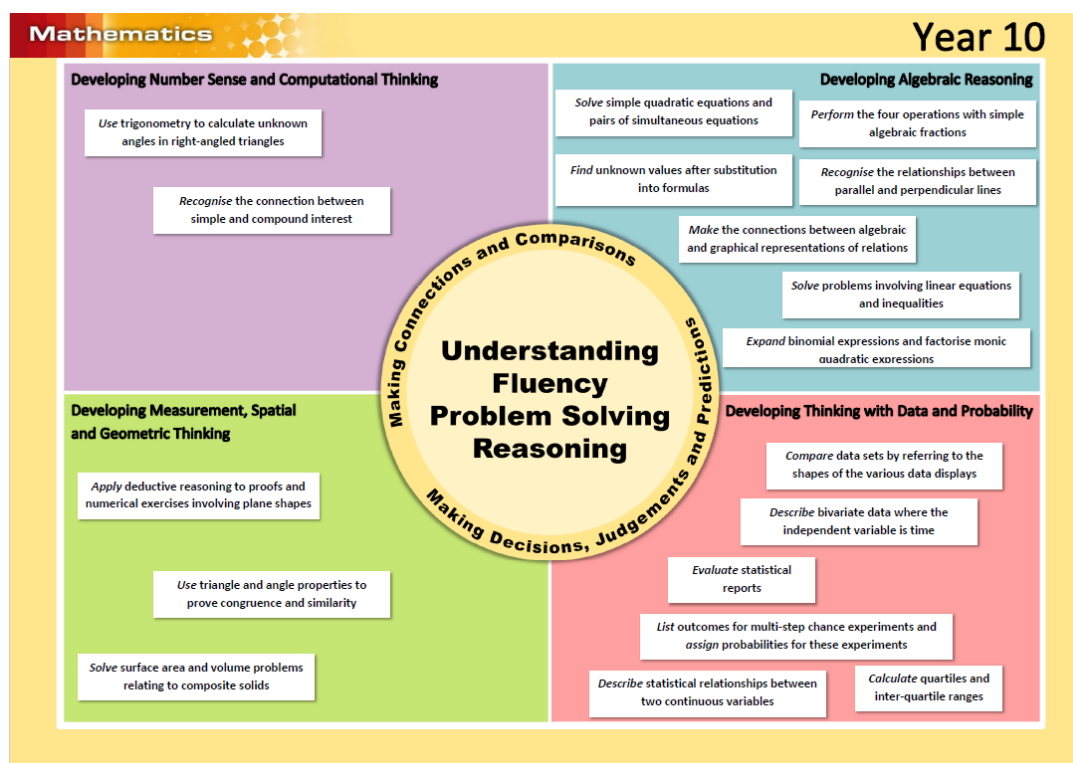 Mathematics
Year 10
Developing Number Sense and Computational Thinking
Use trigonometry to calculate unknown
angles in right-angled triangles
Recognise the connection between
simple and compound interest
Developing Algebraic Reasoning
Solve simple quadratic equations and
pairs of simultaneous equations
Perform the four operations with simple
algebraic fractions
Find unknown values after substitution
into formulas
Recognise the relationships between
parallel and perpendicular lines
Make the connections between algebraic
and graphical representations of relations
Solve problems involving linear equations
and inequalities
Expand binomial expressions and factorise monic
quadratic expressions
Making Connections and Comparisons
Understanding
Fluency
Problem Solving
Reasoning
Making Decisions, Judgements and Predictions
Developing Measurement, Spatial
and Geometric Thinking
Apply deductive reasoning to proofs and
numerical exercises involving plane shapes
Use triangle and angle properties to
prove congruence and similarity
Solve surface area and volume problems
relating to composite solids
Developing Thinking with Data and Probability
Compare data sets by referring to the
shapes of the various data displays
Describe bivariate data where the
independent variable is time
Evaluate statistical
reports
List outcomes for multi-step chance experiments and
assign probabilities for these experiments
Describe statistical relationships between
two continuous variables
Calculate quartiles and
inter-quartile ranges